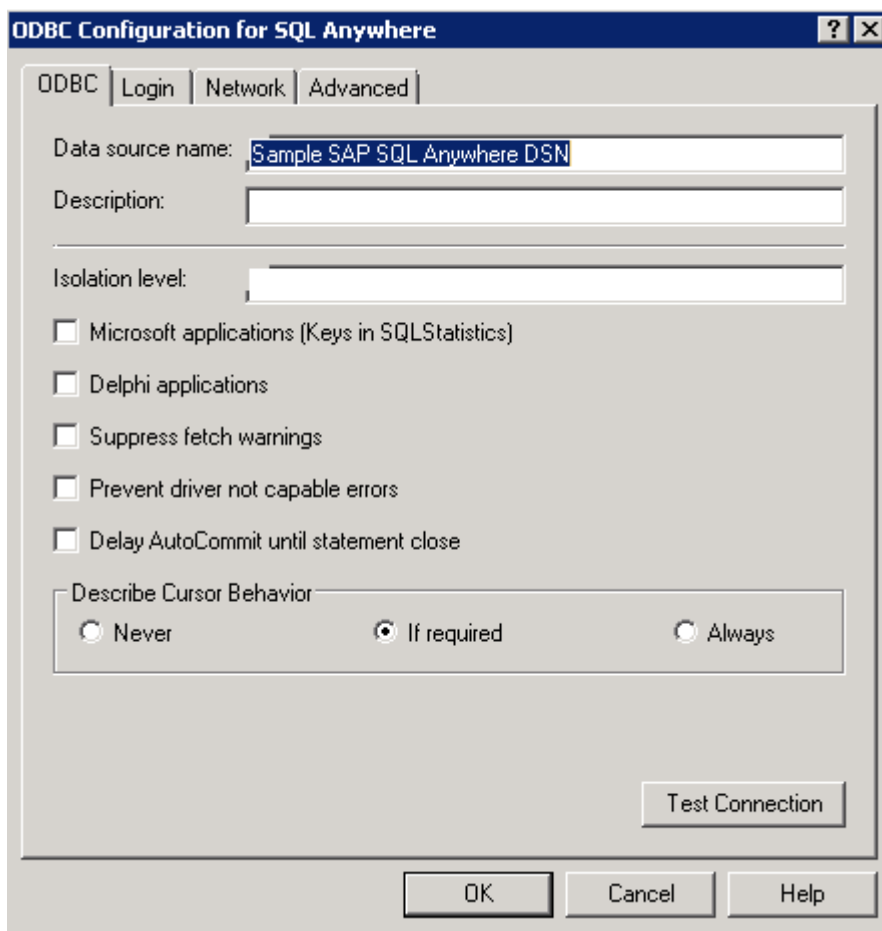 ODBC Configuration for SQL Anywhere
ODBC Login Network Advanced
Data source name: Sample SAP SQL Anywhere DSN
Description:
Isolation level:
Microsoft applications (Keys in SQLStatistics)
Delphi applications
Suppress fetch warnings
Prevent driver not capable errors
Delay AutoCommit until statement close
Describe Cursor Behavior
Never If required Always
Test Connection
OK Cancel Help